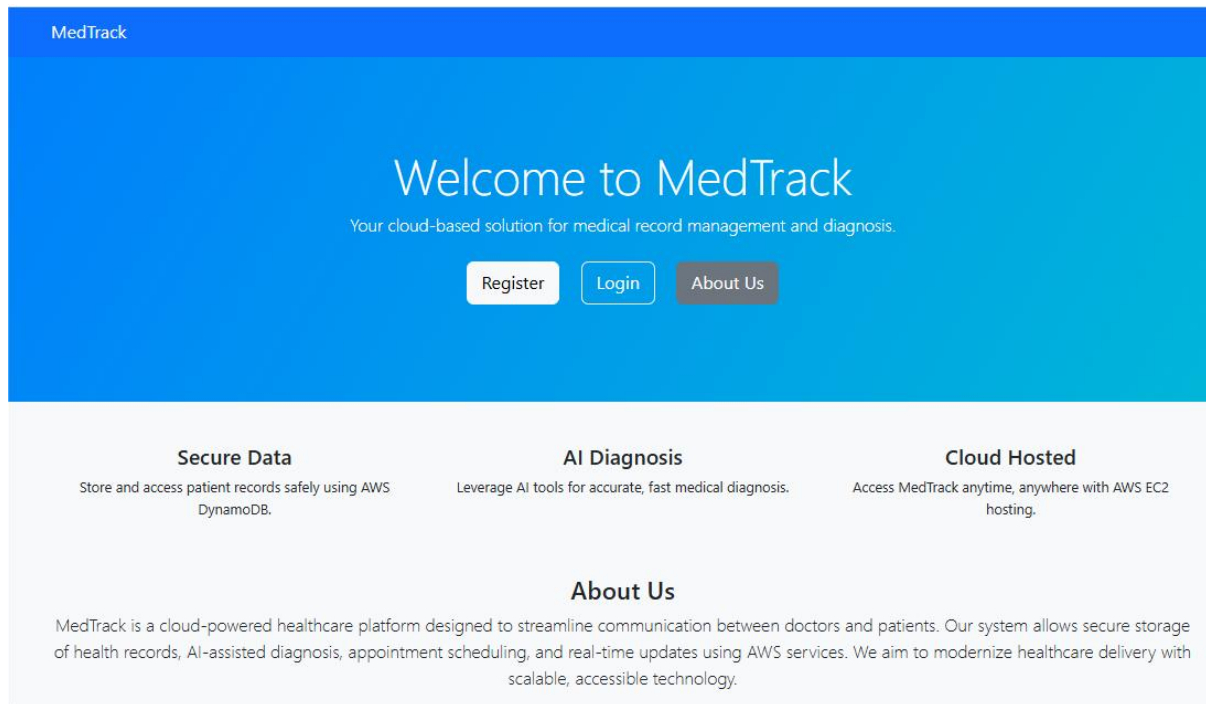 MedTrack
Welcome to MedTrack
Your cloud-based solution for medical record management and diagnosis.
Register
Login
About Us
Secure Data
Store and access patient records safely using AWS
DynamoDB.
AI Diagnosis
Leverage AI tools for accurate, fast medical diagnosis.
Cloud Hosted
Access MedTrack anytime, anywhere with AWS EC2
hosting.
About Us
MedTrack is a cloud-powered healthcare platform designed to streamline communication between doctors and patients. Our system allows secure storage
of health records, AI-assisted diagnosis, appointment scheduling, and real-time updates using AWS services. We aim to modernize healthcare delivery with
scalable, accessible technology.